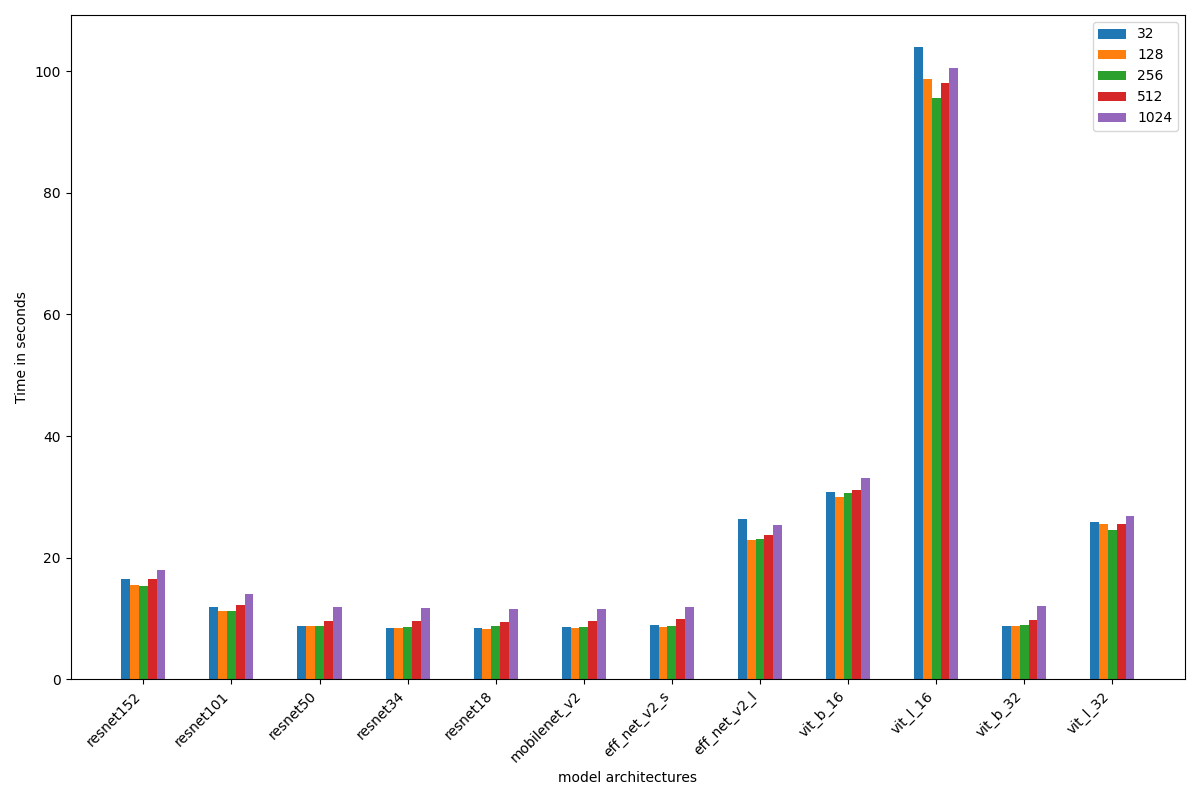 32
128
256
512
1024
100
80
60
40
20
0
Time in seconds
resnet152
resnet101
resnet50
resnet34
resnet18
mobilenet_v2
eff_net_v2_s
eff_net_v2_l
vit_b_16
vit_l_16
vit_b_32
vit_l_32
model architectures